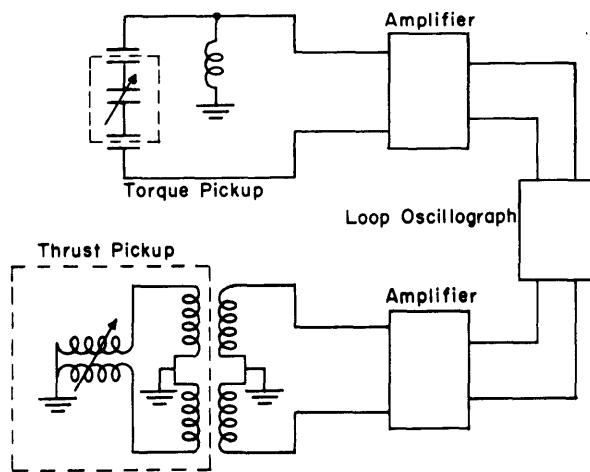 Amplifier
Torque Pickup
Loop Oscillograph
Thrust Pickup
Amplifier